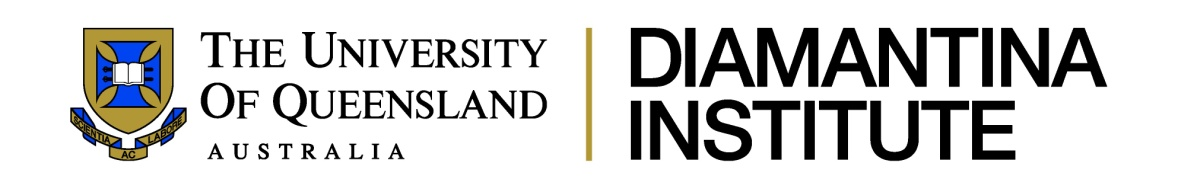 THE UNIVERSITY
OF QUEENSLAND
AUSTRALIA
SCIENTIA AC LABORE
DIAMANTINA
INSTITUTE